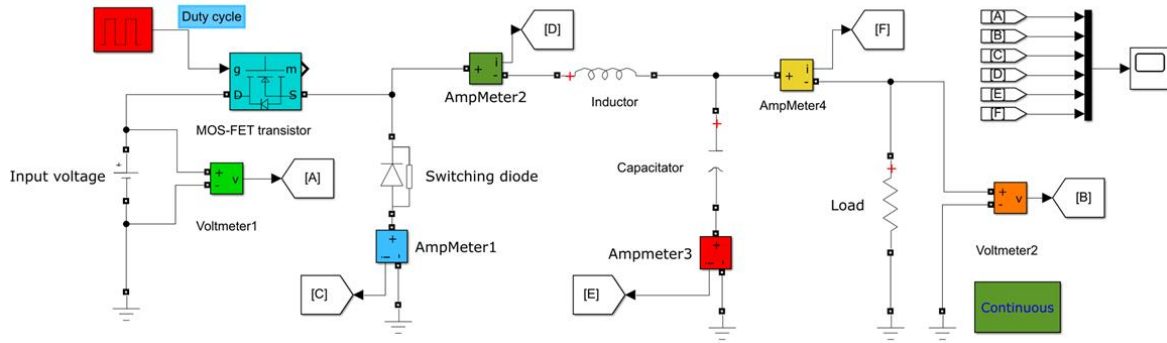 Duty cycle
g
m
D
S
MOS-FET transistor
Input voltage
+
+
-
v
[A]
Voltmeter1
Switching diode
+
-
i
AmpMeter1
[C]
+
i
-
AmpMeter2
[D]
+
Inductor
+
Capacitator
+
-
i
Ampmeter3
[E]
+
i
-
AmpMeter4
[F]
+
Load
+
-
v
[B]
Voltmeter2
Continuous
[A]
[B]
[C]
[D]
[E]
[F]